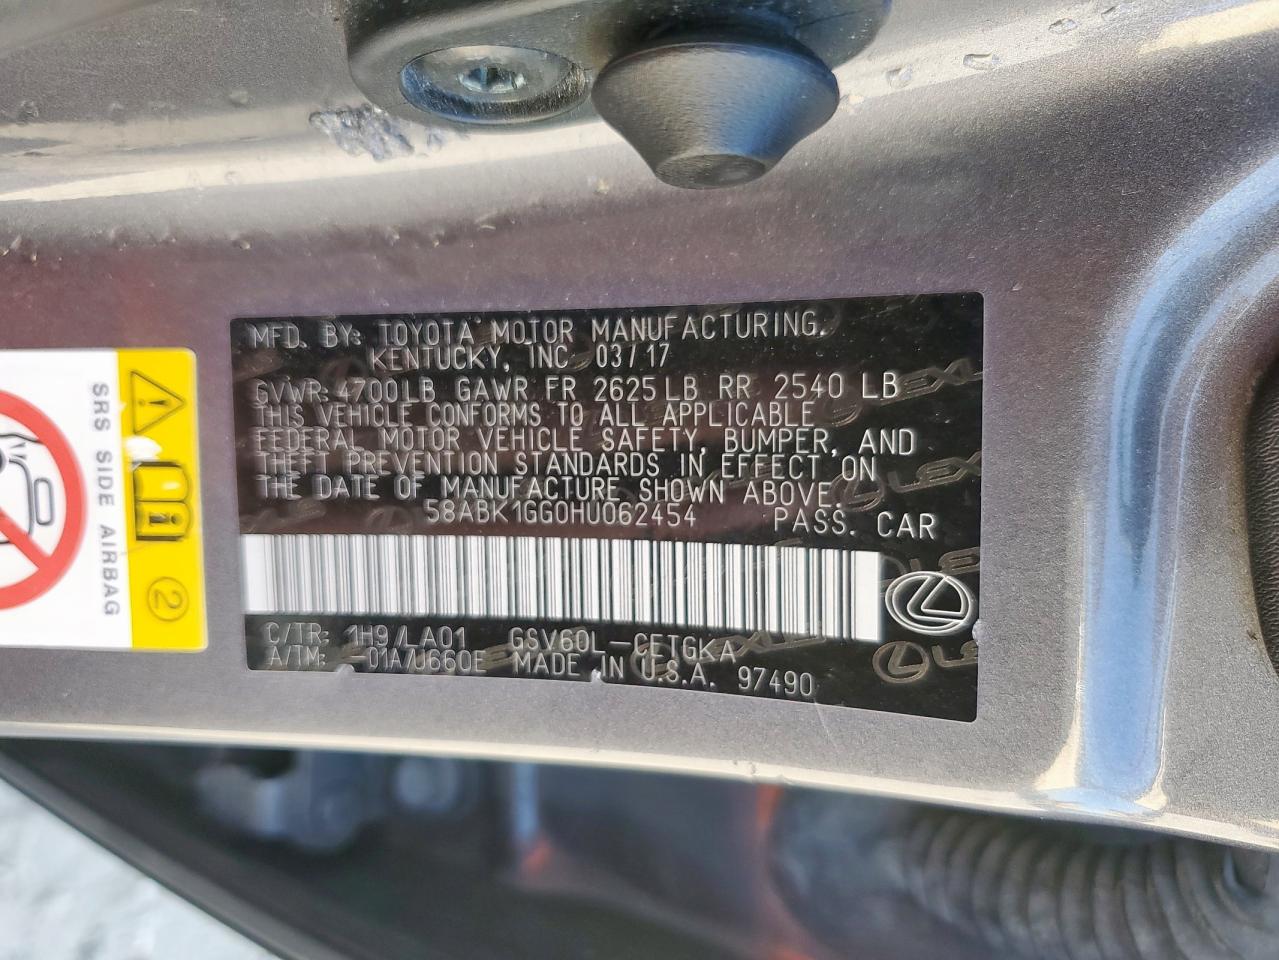 MFD. BY: TOYOTA MOTOR MANUFACTURING.
KENTUCKY, INC 03/17
GVWR: 4700LB GAWR FR 2625LB RR 2540 LB
THIS VEHICLE CONFORMS TO ALL APPLICABLE
FEDERAL MOTOR VEHICLE SAFETY, BUMPER, AND
THEFT PREVENTION STANDARDS IN EFFECT ON
THE DATE OF MANUFACTURE SHOWN ABOVE.
58ABK1GG0HU062454 PASS. CAR
C/TR: 1H9/LA01 GSV60L-CETGKA
A/TM: -01A/U660E MADE IN U.S.A. 97490
SRS SIDE AIRBAG
2